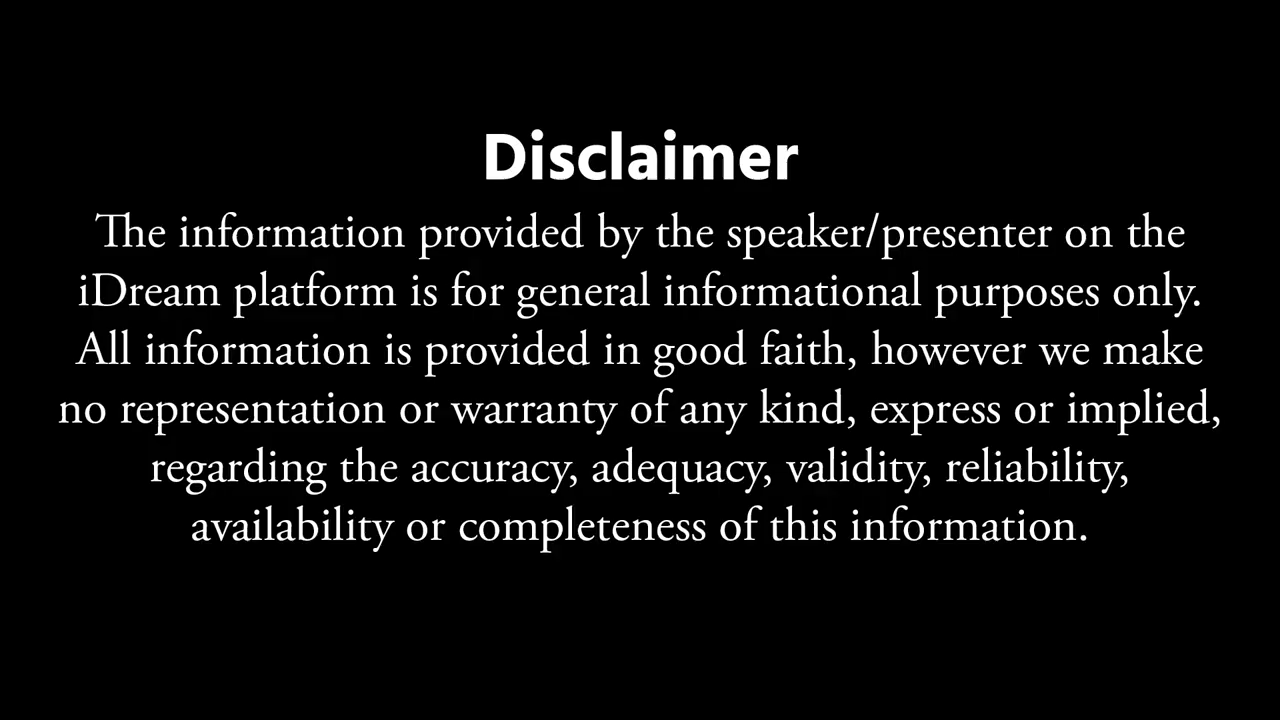 Disclaimer
The information provided by the speaker/presenter on the
iDream platform is for general informational purposes only.
All information is provided in good faith, however we make
no representation or warranty of any kind, express or implied,
regarding the accuracy, adequacy, validity, reliability,
availability or completeness of this information.